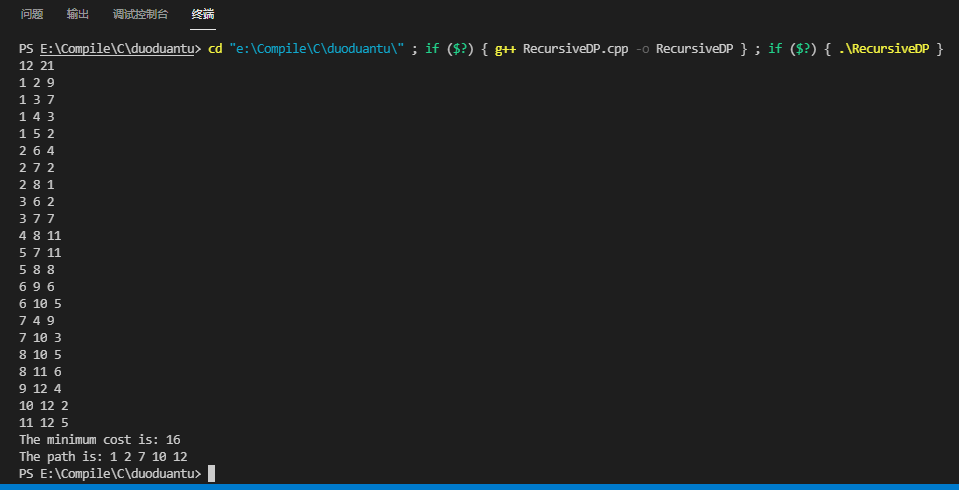 问题 输出 调试控制台 终端
PS E:\Compile\C\duoduantu> cd "e:\Compile\C\duoduantu\" ; if ($?) { g++ RecursiveDP.cpp -o RecursiveDP } ; if ($?) { .\RecursiveDP }
12 21
1 2 9
1 3 7
1 4 3
1 5 2
2 6 4
2 7 2
2 8 1
3 6 2
3 7 7
4 8 11
5 7 11
5 8 8
6 9 6
6 10 5
7 4 9
7 10 3
8 10 5
8 11 6
9 12 4
10 12 2
11 12 5
The minimum cost is: 16
The path is: 1 2 7 10 12
PS E:\Compile\C\duoduantu>